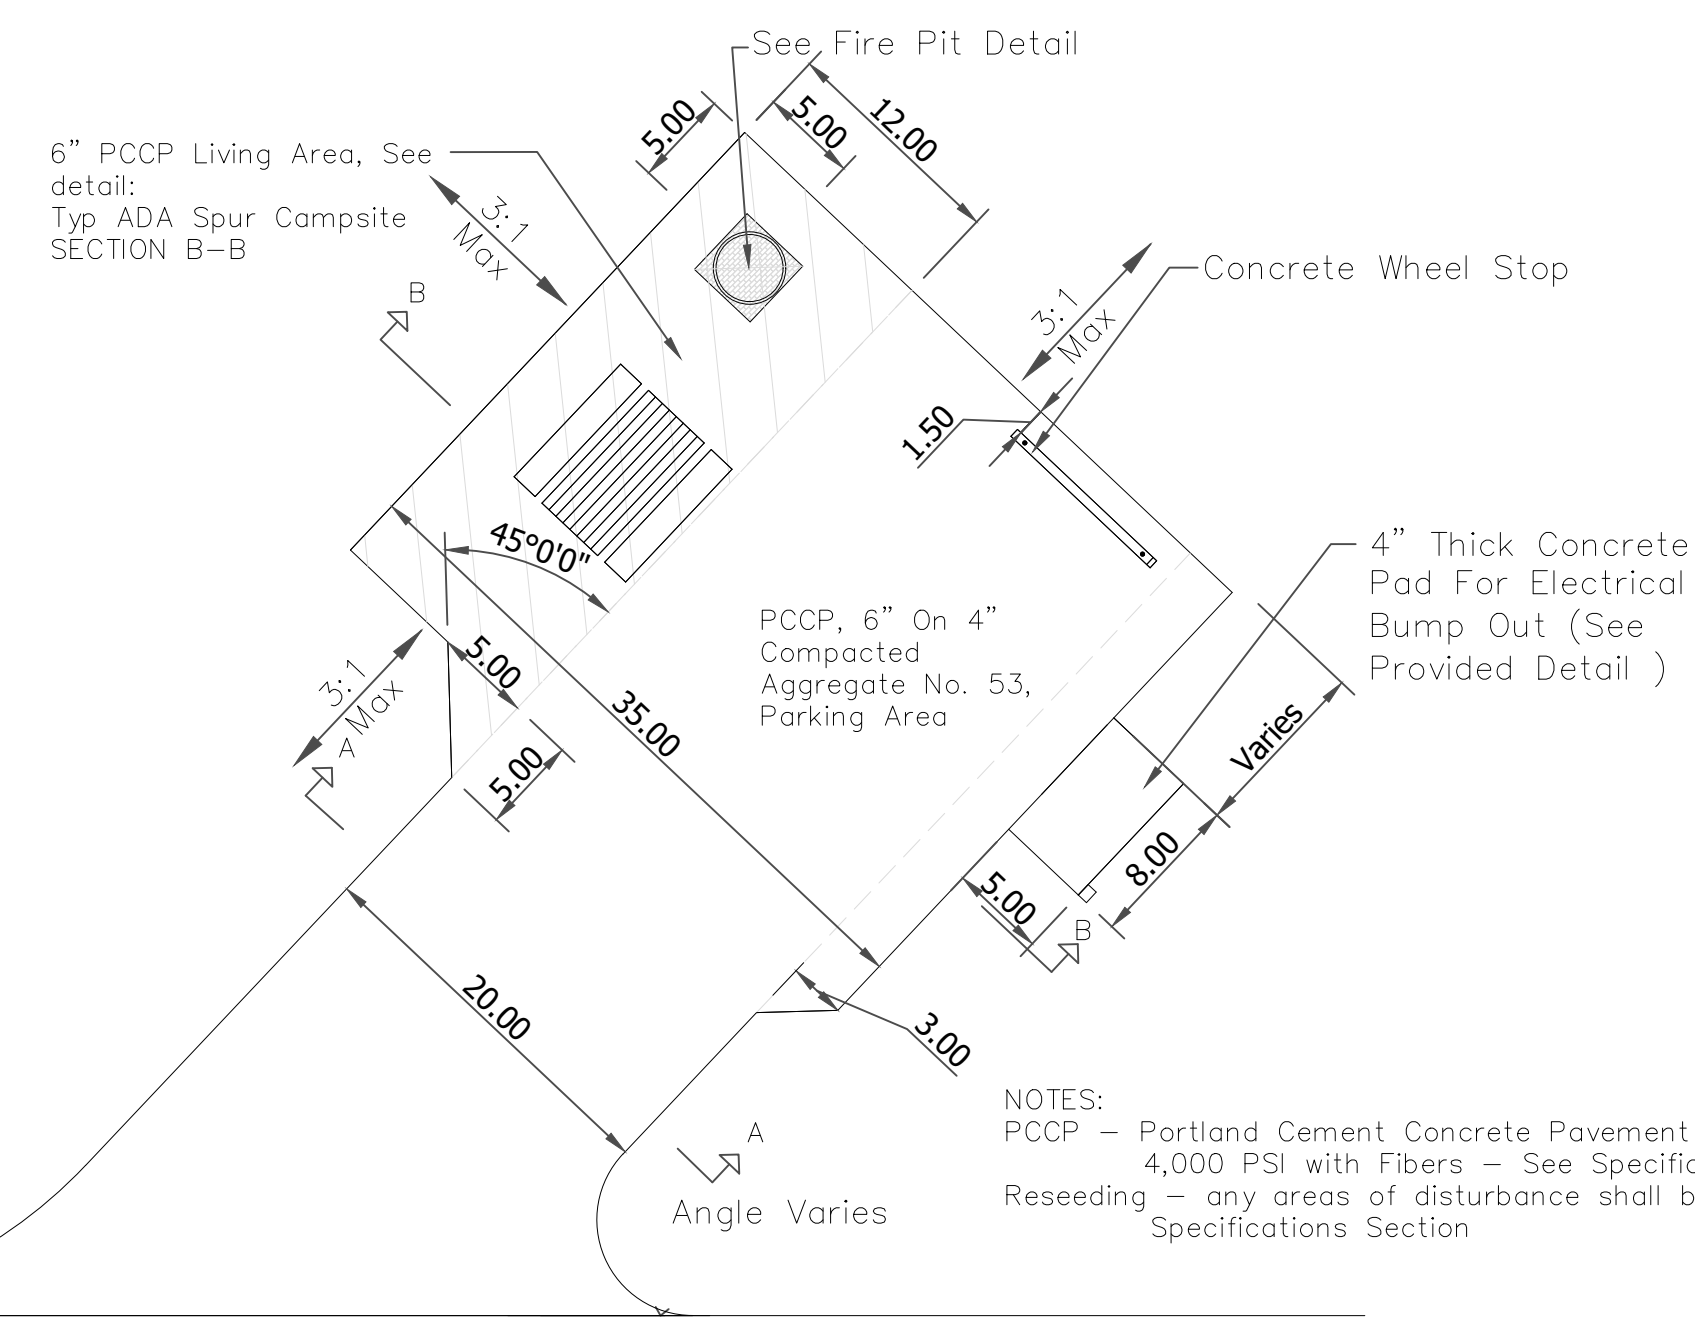 See Fire Pit Detail
12.00
5.00
5.00
6” PCCP Living Area, See
detail:
Typ ADA Spur Campsite
SECTION B–B
3:1
Max
B
Concrete Wheel Stop
3:1
Max
1.50
45°0'0"
4” Thick Concrete
Pad For Electrical
Bump Out (See
Provided Detail )
PCCP, 6” On 4”
Compacted
Aggregate No. 53,
Parking Area
5.00
3:1
Max
35.00
A
5.00
Varies
8.00
5.00
B
20.00
3.00
NOTES:
PCCP – Portland Cement Concrete Pavement
4,000 PSI with Fibers – See
Reseeding – any areas of disturbance shall
Specifications Section
A
Angle Varies